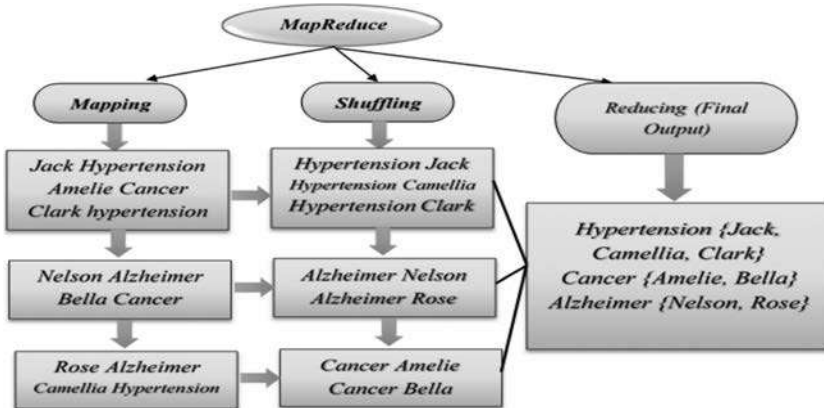 MapReduce
Mapping
Jack Hypertension
Amelie Cancer
Clark hypertension
Nelson Alzheimer
Bella Cancer
Rose Alzheimer
Camellia Hypertension
Shuffling
Hypertension Jack
Hypertension Camellia
Hypertension Clark
Alzheimer Nelson
Alzheimer Rose
Cancer Amelie
Cancer Bella
Reducing (Final
Output)
Hypertension {Jack,
Camellia, Clark}
Cancer {Amelie, Bella}
Alzheimer {Nelson, Rose}